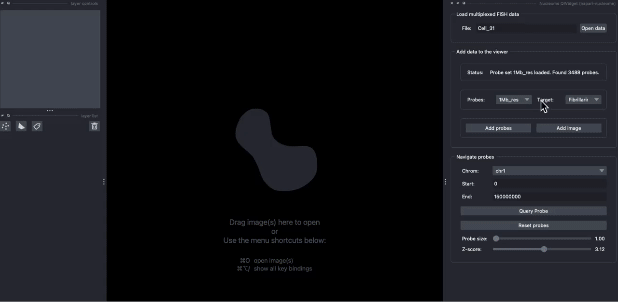 layer controls
Load multiplexed FISH data
File: Cell_31 Open data
Add data to the viewer
Status: Probe set 1Mb_res loaded. Found 3488 probes.
Probes: 1Mb_res Target: Fibrillarin
layer list
Add probes Add image
Navigate probes
Chrom: chr1
Start: 0
End: 150000000
Query Probe
Reset probes
Probe size: 1.00
Z-score: 3.12
Drag image(s) here to open
or
Use the menu shortcuts below:
⌘O open image(s)
⌘⌥/ show all key bindings